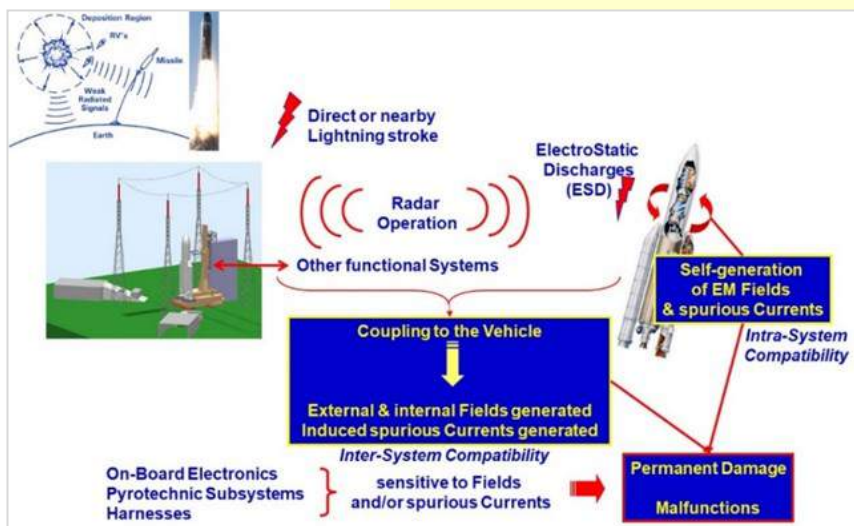 Deposition Region
RV's
Missile
Weak
Radiated
Signals
Earth
Direct or nearby
Lightning stroke
ElectroStatic
Discharges
(ESD)
Radar
Operation
Other functional Systems
Self-generation
of EM Fields
& spurious Currents
Intra-System
Compatibility
Coupling to the Vehicle
External & internal Fields generated
Induced spurious Currents generated
Inter-System Compatibility
On-Board Electronics
Pyrotechnic Subsystems
Harnesses
sensitive to Fields
and/or spurious Currents
Permanent Damage
Malfunctions